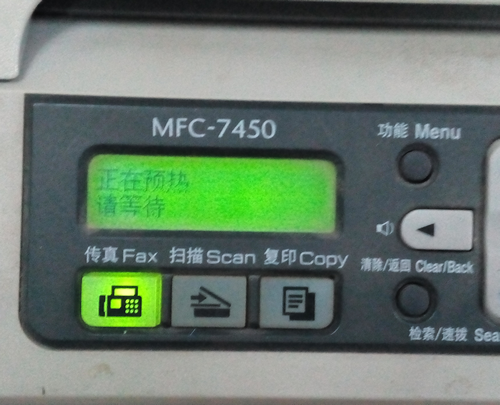 MFC-7450
功能 Menu
正在预热
请等待
传真 Fax 扫描 Scan 复印 Copy
清除/返回 Clear/Back
检索/速拨 Sea